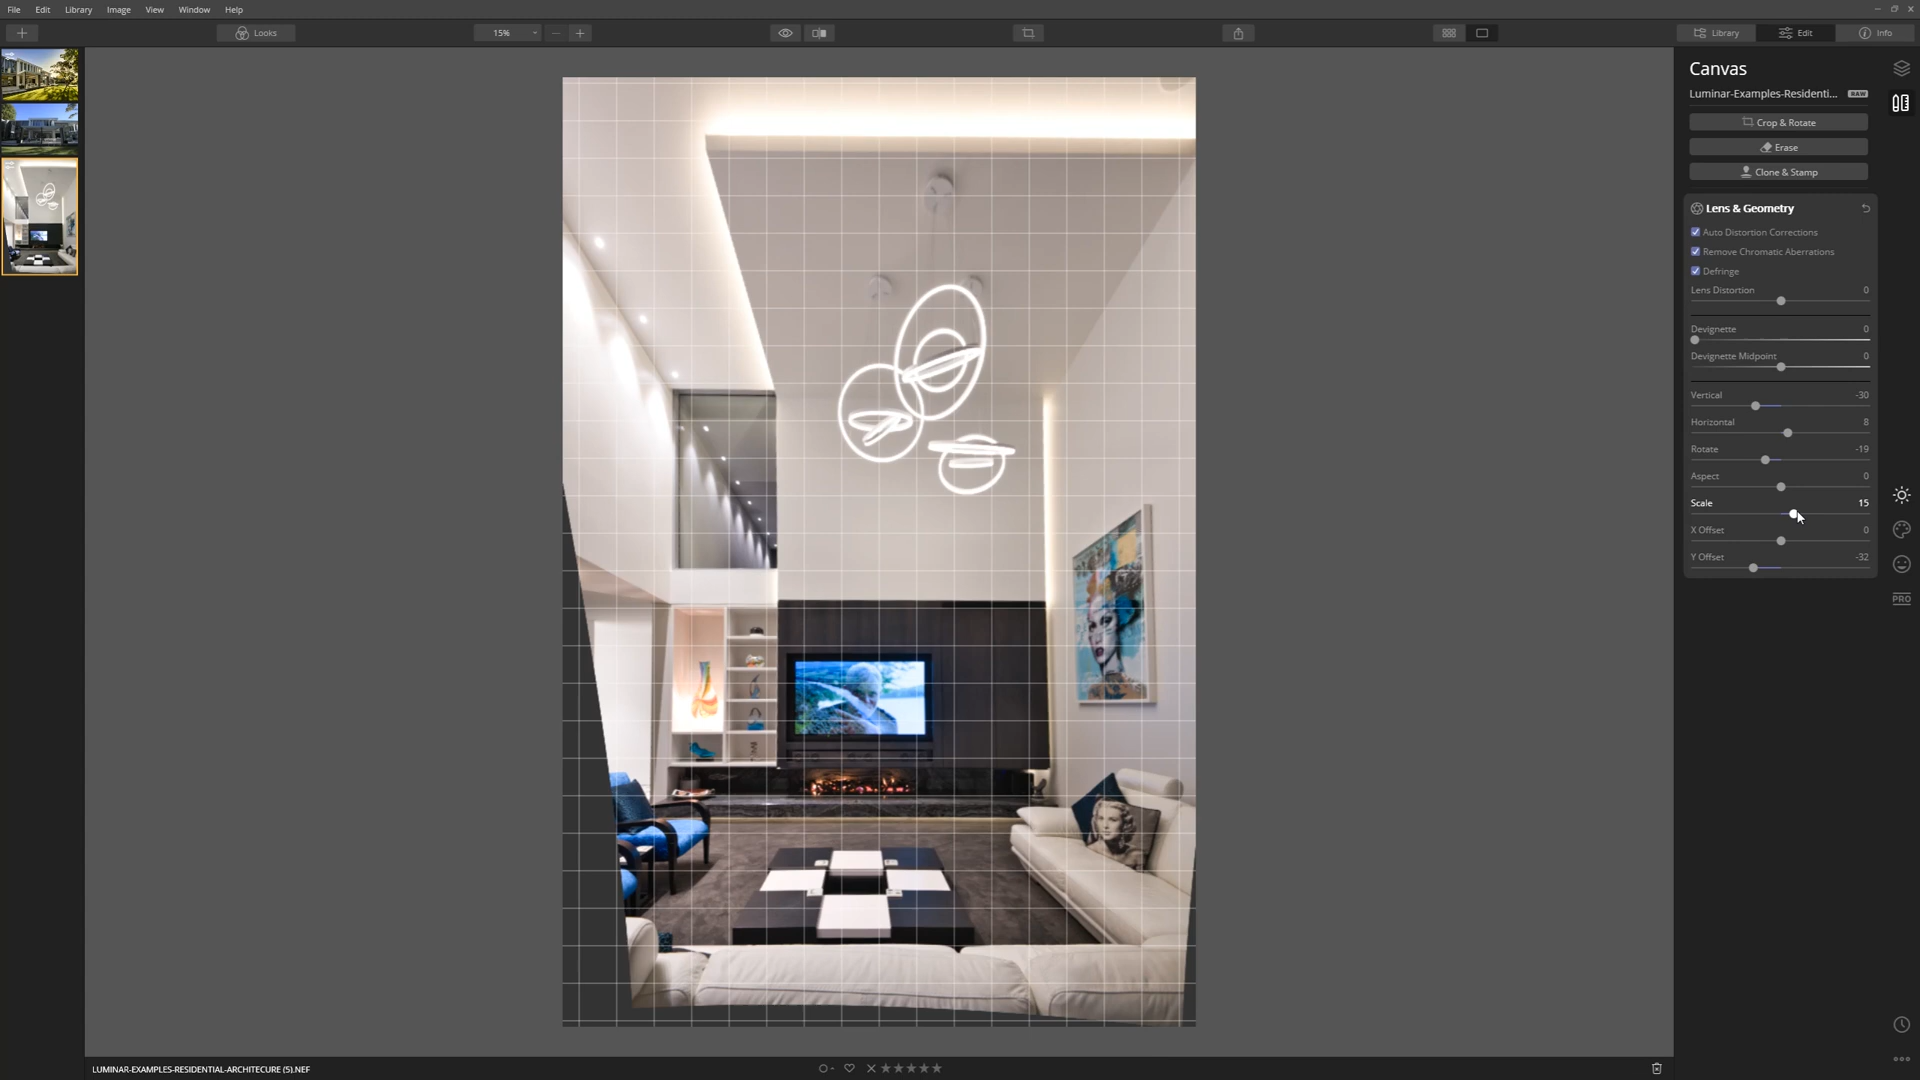 File Edit Library Image View Window Help
Looks 15% Library Edit Info
Canvas
Luminar-Examples-Residenti... RAW
Crop & Rotate
Erase
Clone & Stamp
Lens & Geometry
Auto Distortion Corrections
Remove Chromatic Aberrations
Defringe
Lens Distortion 0
Devignette 0
Devignette Midpoint 0
Vertical -30
Horizontal 8
Rotate -19
Aspect 0
Scale 15
X Offset 0
Y Offset -32
PRO
LUMINAR-EXAMPLES-RESIDENTIAL-ARCHITECURE (5).NEF